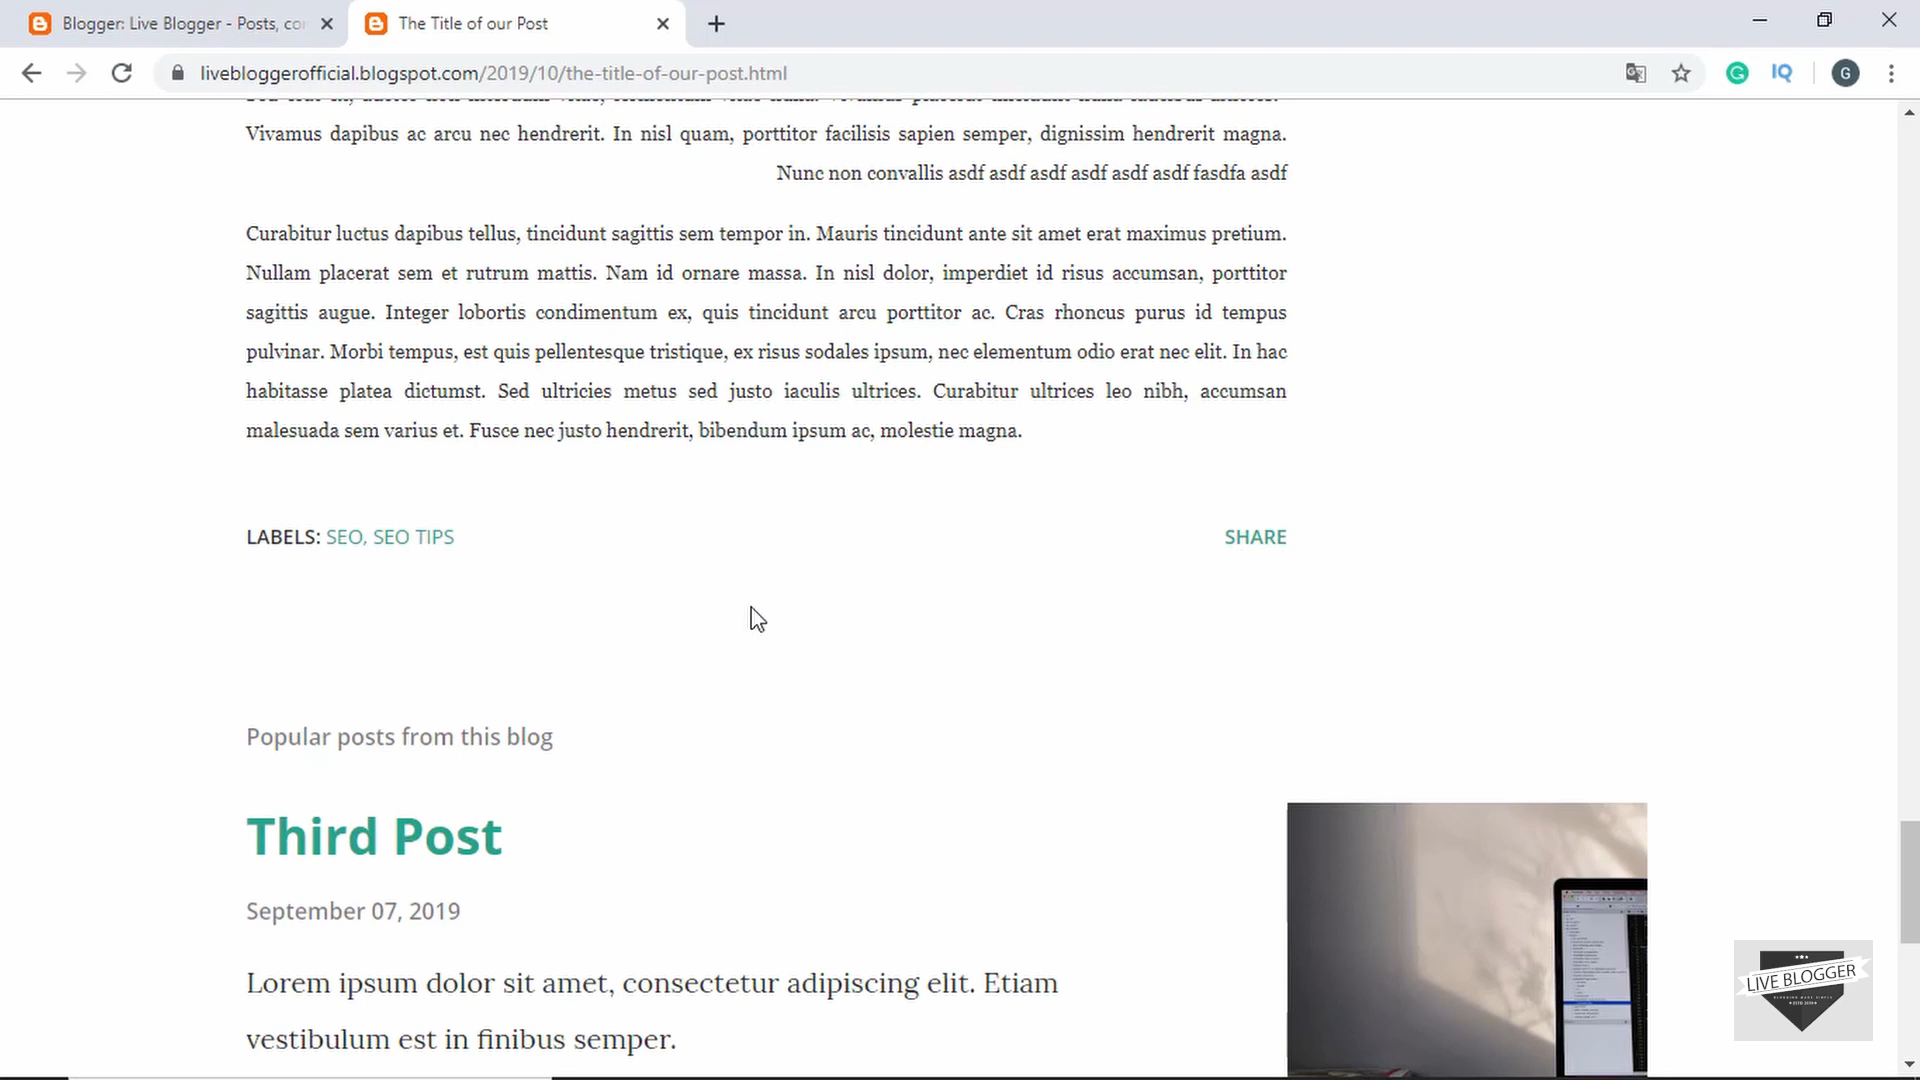 Blogger: Live Blogger - Posts, co
The Title of our Post
livebloggerofficial.blogspot.com/2019/10/the-title-of-our-post.html
G
IQ
G
Vivamus dapibus ac arcu nec hendrerit. In nisl quam, porttitor facilisis sapien semper, dignissim hendrerit magna.
Nunc non convallis asdf asdf asdf asdf asdf asdf fasdfa asdf
Curabitur luctus dapibus tellus, tincidunt sagittis sem tempor in. Mauris tincidunt ante sit amet erat maximus pretium.
Nullam placerat sem et rutrum mattis. Nam id ornare massa. In nisl dolor, imperdiet id risus accumsan, porttitor
sagittis augue. Integer lobortis condimentum ex, quis tincidunt arcu porttitor ac. Cras rhoncus purus id tempus
pulvinar. Morbi tempus, est quis pellentesque tristique, ex risus sodales ipsum, nec elementum odio erat nec elit. In hac
habitasse platea dictumst. Sed ultricies metus sed justo iaculis ultrices. Curabitur ultrices leo nibh, accumsan
malesuada sem varius et. Fusce nec justo hendrerit, bibendum ipsum ac, molestie magna.
LABELS: SEO, SEO TIPS
SHARE
Popular posts from this blog
Third Post
September 07, 2019
Lorem ipsum dolor sit amet, consectetur adipiscing elit. Etiam
vestibulum est in finibus semper.
LIVE BLOGGER